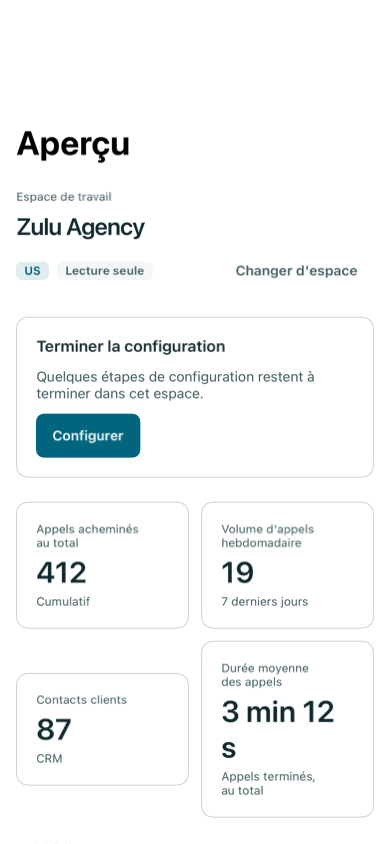 Aperçu
Espace de travail
Zulu Agency
US
Lecture seule
Changer d'espace
Terminer la configuration
Quelques étapes de configuration restent à
terminer dans cet espace.
Configurer
Appels acheminés
au total
412
Cumulatif
Volume d'appels
hebdomadaire
19
7 derniers jours
Contacts clients
87
CRM
Durée moyenne
des appels
3 min 12
s
Appels terminés,
au total